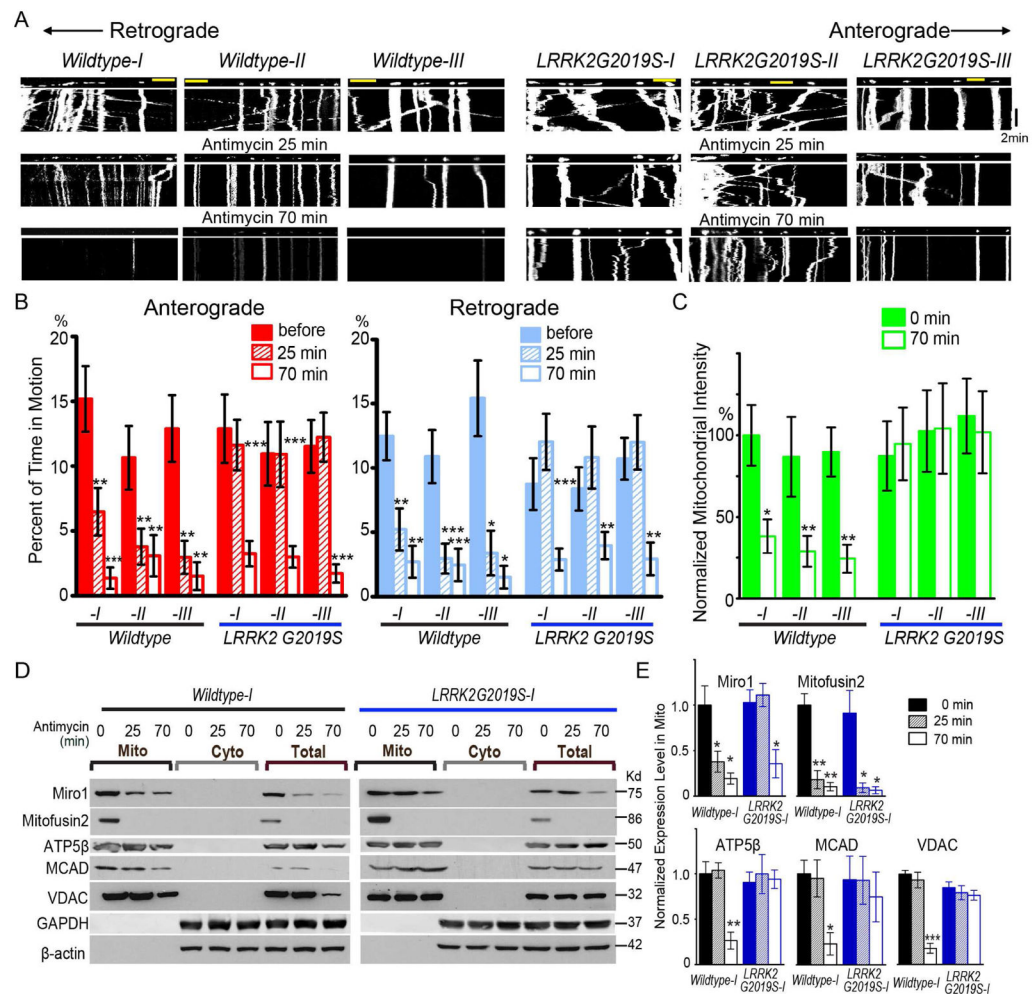 A
Retrograde
Anterograde
Wildtype-I
Wildtype-II
Wildtype-III
LRRK2G2019S-I
LRRK2G2019S-II
LRRK2G2019S-III
2min
Antimycin 25 min
Antimycin 25 min
Antimycin 70 min
Antimycin 70 min
B
Anterograde
before
25 min
70 min
Percent of Time in Motion
%
20
15
10
5
0
** *** ** ** ** ** *** *** ***
-I -II -III -I -II -III
Wildtype
LRRK2 G2019S
Retrograde
before
25 min
70 min
%
20
15
10
5
0
** ** *** *** * * *** ** **
-I -II -III -I -II -III
Wildtype
LRRK2 G2019S
C
0 min
70 min
Normalized Mitochondrial Intensity
%
100
50
0
* ** **
-I -II -III -I -II -III
Wildtype
LRRK2 G2019S
D
Wildtype-I
LRRK2G2019S-I
Antimycin (min)
0 25 70 0 25 70 0 25 70 0 25 70 0 25 70 0 25 70
Mito Cyto Total Mito Cyto Total
Kd
Miro1 75
Mitofusin2 86
ATP5β 50
MCAD 47
VDAC 32
GAPDH 37
β-actin 42
E
Normalized Expression Level in Mito
Miro1
1.0
0.5
0
* * *
Wildtype-I
LRRK2 G2019S-I
Mitofusin2
** ** * *
Wildtype-I
LRRK2 G2019S-I
0 min
25 min
70 min
ATP5β
1.0
0.5
0
**
Wildtype-I
LRRK2 G2019S-I
MCAD
*
Wildtype-I
LRRK2 G2019S-I
VDAC
***
Wildtype-I
LRRK2 G2019S-I